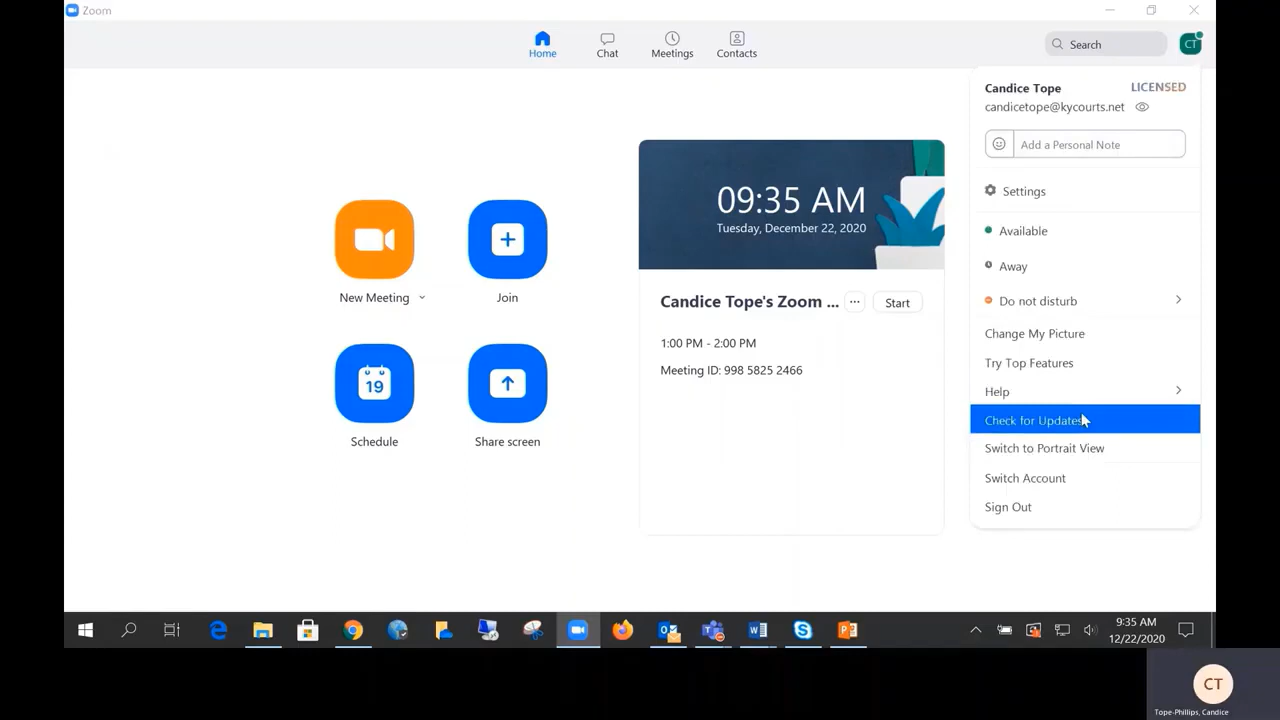 Zoom
Home
Chat
Meetings
Contacts
Search
CT
Candice Tope
LICENSED
candicetope@kycourts.net
Add a Personal Note
Settings
Available
Away
Do not disturb
Change My Picture
Try Top Features
Help
Check for Updates
Switch to Portrait View
Switch Account
Sign Out
New Meeting
Join
19
Schedule
Share screen
09:35 AM
Tuesday, December 22, 2020
Candice Tope's Zoom ...
Start
1:00 PM - 2:00 PM
Meeting ID: 998 5825 2466
9:35 AM
12/22/2020
CT
Tope-Phillips, Candice